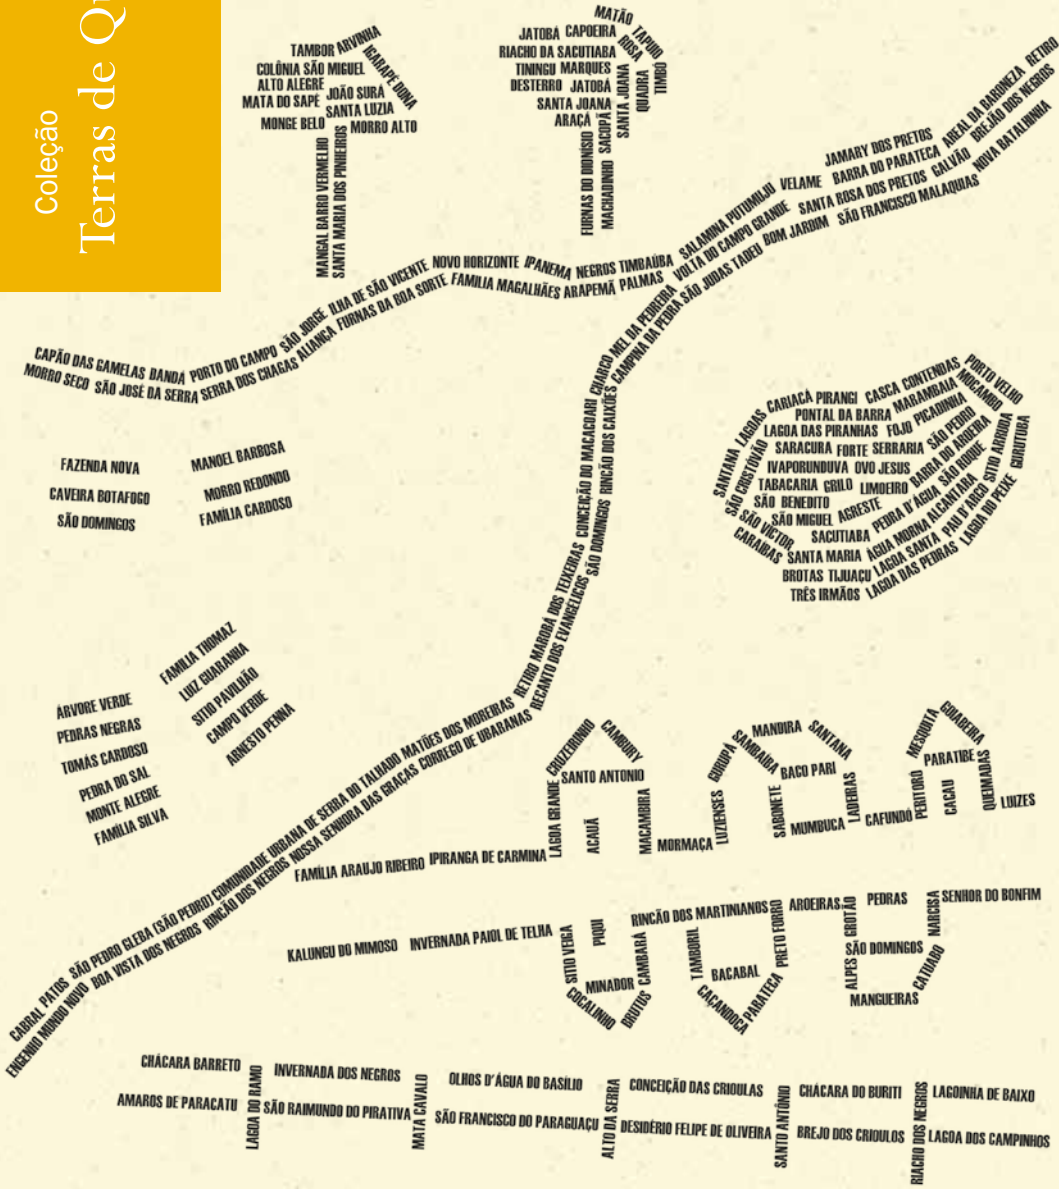 Coleção
Terras de Qu
TAMBOR ARVINHA
IGARAPÉ DONA
COLÔNIA SÃO MIGUEL
ALTO ALEGRE
JOÃO SURÁ
MATA DO SAPÉ
SANTA LUZIA
MONGE BELO
MORRO ALTO
MANGAL BARRO VERMELHO
SANTA MARIA DOS PINHEIROS
MATÃO
TAPUIO
JATOBÁ CAPOEIRA
ROSA
RIACHO DA SACUTIABA
TIMBÓ
TININGU MARQUES
QUADRA
DESTERRO JATOBÁ
SANTA JOANA
SANTA JOANA
ARAÇÁ
SACOPÃ
FURNAS DO DIONÍSIO
MACHADINHO
CAPÃO DAS GAMELAS BANDA PORTO DO CAMPO SÃO JORGE ILHA DE SÃO VICENTE NOVO HORIZONTE IPANEMA NEGROS TIMBAÚBA SALAMINA PUTUMUJU VELAME JAMARY DOS PRETOS
BARRA DO PARATECA AREAL DA BARONEZA RETIRO
MORRO SECO SÃO JOSÉ DA SERRA SERRA DOS CHAGAS ALIANÇA FURNAS DA BOA SORTE FAMILIA MAGALHÃES ARAPEMÃ PALMAS
VOLTA DO CAMPO GRANDE SANTA ROSA DOS PRETOS GALVÃO BREJÃO DOS NEGROS
CAMPINA DA PEDRA SÃO JUDAS TADEU BOM JARDIM SÃO FRANCISCO MALAQUIAS NOVA BATALINHA
CHARCO MEL DA PEDREIRA
CONCEIÇÃO DO MACACOARI
RINCÃO DOS CAIXÕES
SÃO DOMINGOS
RETIRO MAROBÁ DOS TEIXEIRAS
RECANTO DOS EVANGÉLICOS
CABRAL PATOS SÃO PEDRO GLEBA (SÃO PEDRO) COMUNIDADE URBANA DE SERRA DO TALHADO MATÕES DOS MOREIRAS
ENGENHO MUNDO NOVO BOA VISTA DOS NEGROS RINCÃO DOS NEGROS NOSSA SENHORA DAS GRAÇAS CORREGO DE UBARANAS
FAZENDA NOVA
CAVEIRA BOTAFOGO
SÃO DOMINGOS
MANOEL BARBOSA
MORRO REDONDO
FAMÍLIA CARDOSO
SANTANA LAGOAS CARIACÁ PIRANGI CASCA CONTENDAS PORTO VELHO
PONTAL DA BARRA MARAMBAIA MOCAMBO
LAGOA DAS PIRANHAS FOJO PICADINHA
SÃO CRISTOVÃO
SARACURA FORTE SERRARIA SÃO PEDRO
IVAPORUNDUVA OVO JESUS
BARRA DO AROEIRA
TABACARIA GRILO LIMOEIRO
SÃO BENEDITO
SÃO MIGUEL AGRESTE
SÃO VICTOR
SACUTIABA PEDRA D'ÁGUA SÃO ROQUE
CARAIBAS
SANTA MARIA ÁGUA MORNA ALCANTARA SITIO ARRUDA
BROTAS TIJUAÇU LAGOA SANTA PAU D'ARCO GURUTUBA
TRÊS IRMÃOS LAGOA DAS PEDRAS LAGOA DO PEIXE
ÁRVORE VERDE
PEDRAS NEGRAS
TOMÁS CARDOSO
PEDRA DO SAL
MONTE ALEGRE
FAMÍLIA SILVA
FAMILIA THOMAZ
LUIZ GUARANHA
SITIO PAVILHÃO
CAMPO VERDE
ARNESTO PENNA
CRUZEIRINHO
CAMBURY
SANTO ANTONIO
LAGOA GRANDE
ACAUÃ
MACAMBIRA
FAMÍLIA ARAUJO RIBEIRO IPIRANGA DE CARMINA
MORMAÇA
MANDIRA
SANTANA
GURUPÁ
SAMBAÍBA
BACO PARI
LUZIENSES
SABONETE
MUMBUCA
LADEIRAS
CAFUNDÓ
MESQUITA
GOIABEIRA
PARATIBE
PERITORÓ
CACAU
QUEIMADAS
LUIZES
KALUNGU DO MIMOSO INVERNADA PAIOL DE TELHA
SITIO VEIGA
PIQUI
MINADOR
COCALINHO
BRUTUS
CAMBARÁ
RINCÃO DOS MARTINIANOS
TAMBORIL
BACABAL
CAÇANDOCA
PARATECA
PRETO FORRO
AROEIRAS
GROTÃO
PEDRAS
NARCISA
SENHOR DO BONFIM
ALPES
SÃO DOMINGOS
CATUABO
MANGUEIRAS
CHÁCARA BARRETO
LAGOA DO RAMO
INVERNADA DOS NEGROS
MATA CAVALO
OLHOS D'ÁGUA DO BASÍLIO
ALTO DA SERRA
CONCEIÇÃO DAS CRIOULAS
SANTO ANTÔNIO
CHÁCARA DO BURITI
RIACHO DOS NEGROS
LAGOINHA DE BAIXO
AMAROS DE PARACATU
SÃO RAIMUNDO DO PIRATIVA
SÃO FRANCISCO DO PARAGUAÇU
DESIDÉRIO FELIPE DE OLIVEIRA
BREJO DOS CRIOULOS
LAGOA DOS CAMPINHOS